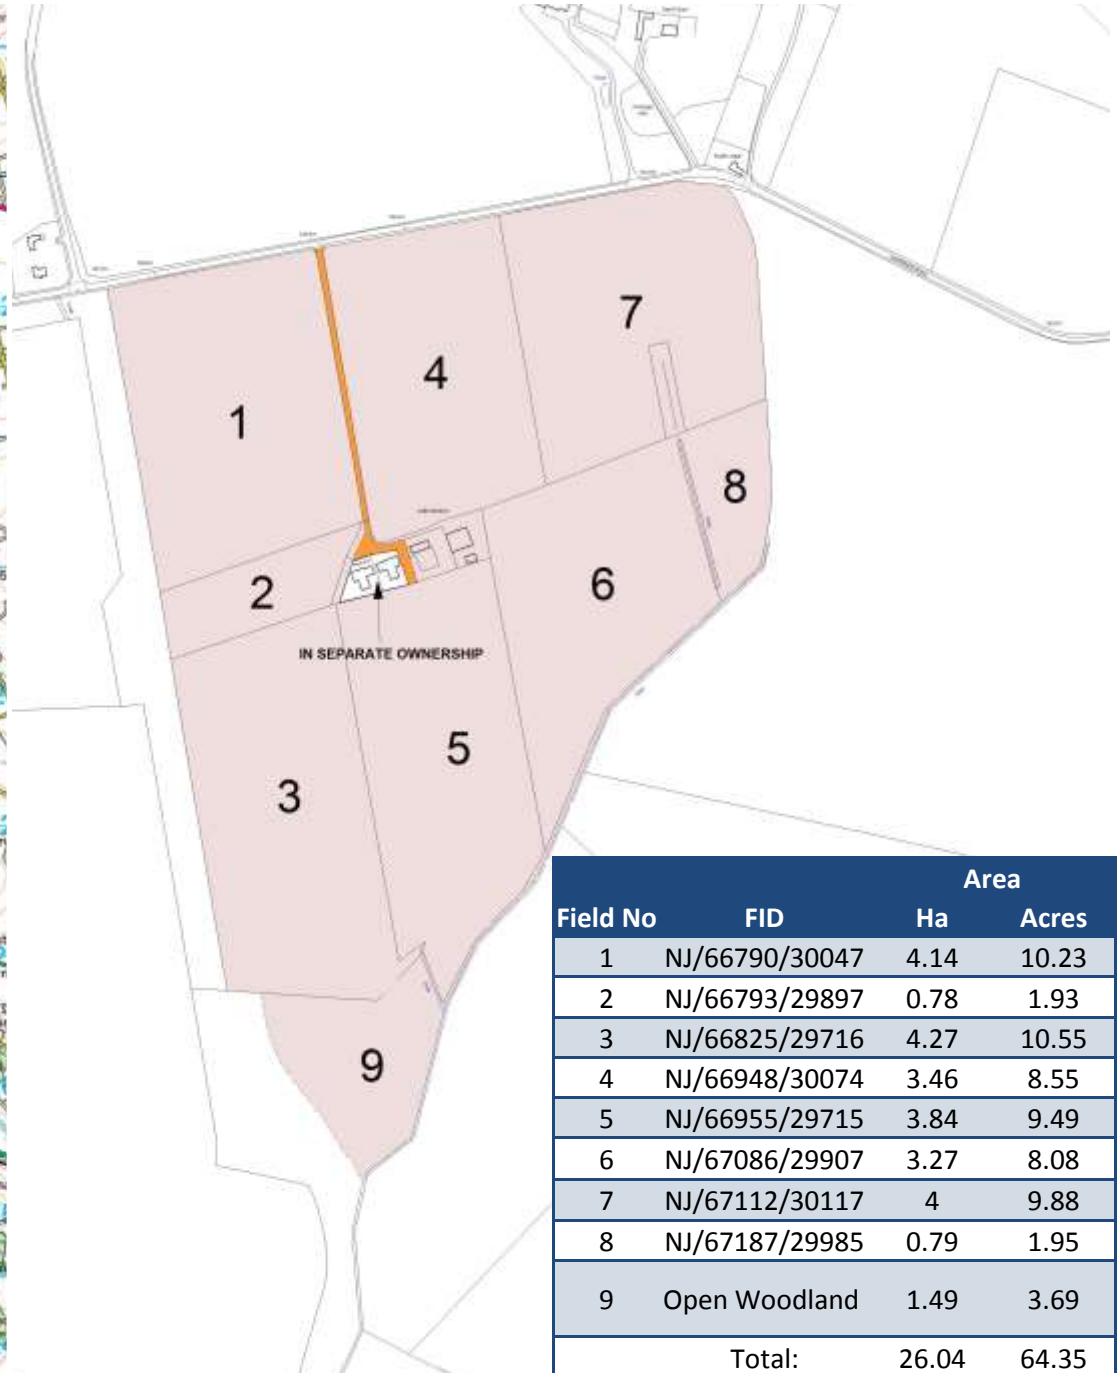 7
4
1
8
2
6
IN SEPARATE OWNERSHIP
5
3
9
Area
Field No FID Ha Acres
1 NJ/66790/30047 4.14 10.23
2 NJ/66793/29897 0.78 1.93
3 NJ/66825/29716 4.27 10.55
4 NJ/66948/30074 3.46 8.55
5 NJ/66955/29715 3.84 9.49
6 NJ/67086/29907 3.27 8.08
7 NJ/67112/30117 4 9.88
8 NJ/67187/29985 0.79 1.95
9 Open Woodland 1.49 3.69
Total: 26.04 64.35